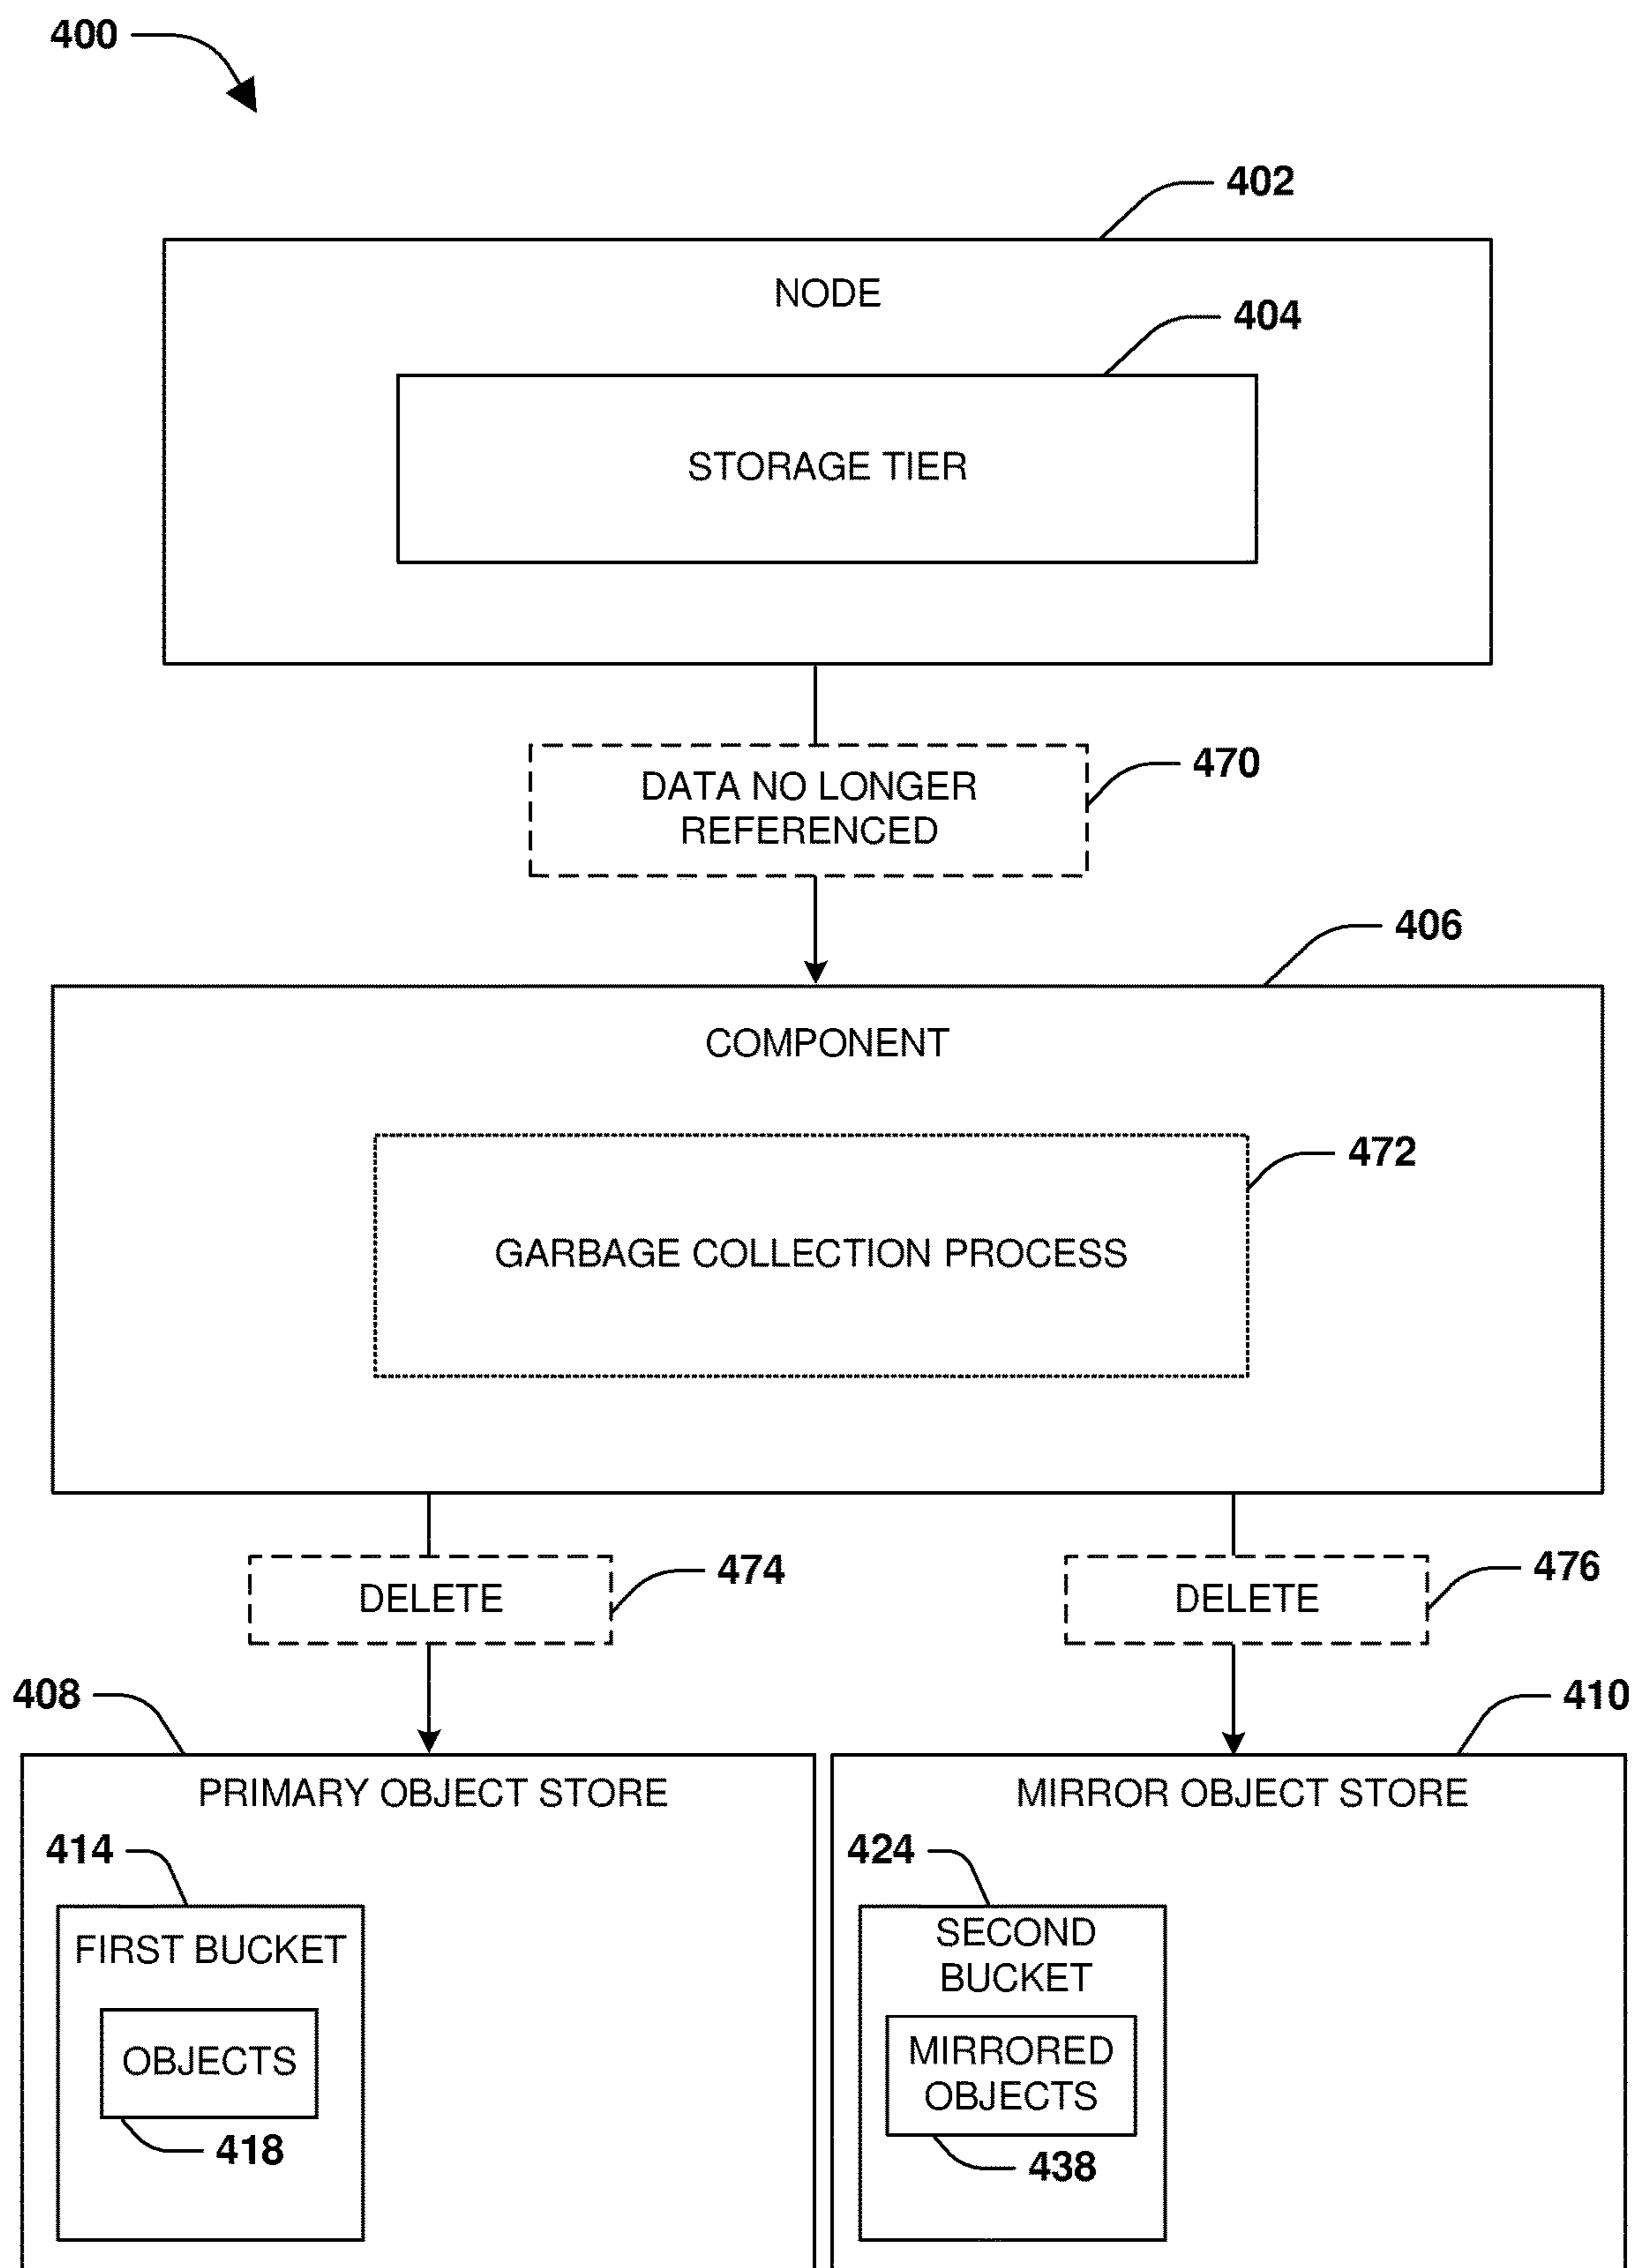 400
402
NODE
404
STORAGE TIER
DATA NO LONGER
REFERENCED
470
406
COMPONENT
472
GARBAGE COLLECTION PROCESS
DELETE
474
DELETE
476
408
410
PRIMARY OBJECT STORE
MIRROR OBJECT STORE
414
424
FIRST BUCKET
SECOND
BUCKET
OBJECTS
MIRRORED
OBJECTS
418
438